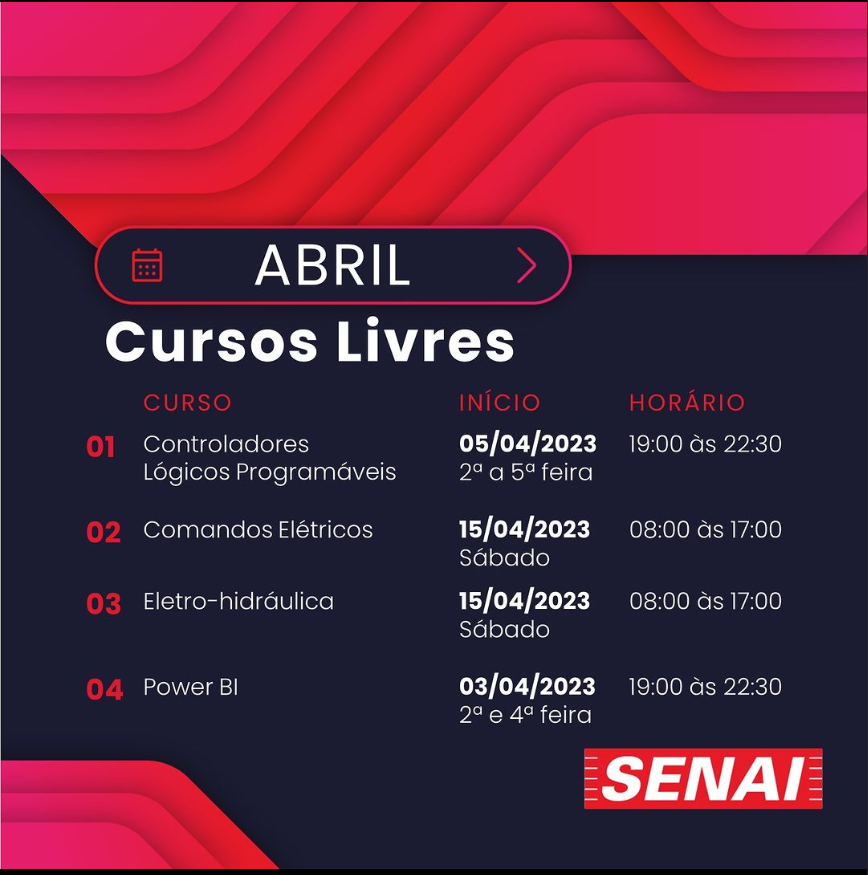 ABRIL
Cursos Livres
CURSO INÍCIO HORÁRIO
01 Controladores 05/04/2023 19:00 às 22:30
Lógicos Programáveis 2ª a 5ª feira
02 Comandos Elétricos 15/04/2023 08:00 às 17:00
Sábado
03 Eletro-hidráulica 15/04/2023 08:00 às 17:00
Sábado
04 Power BI 03/04/2023 19:00 às 22:30
2ª e 4ª feira
SENAI